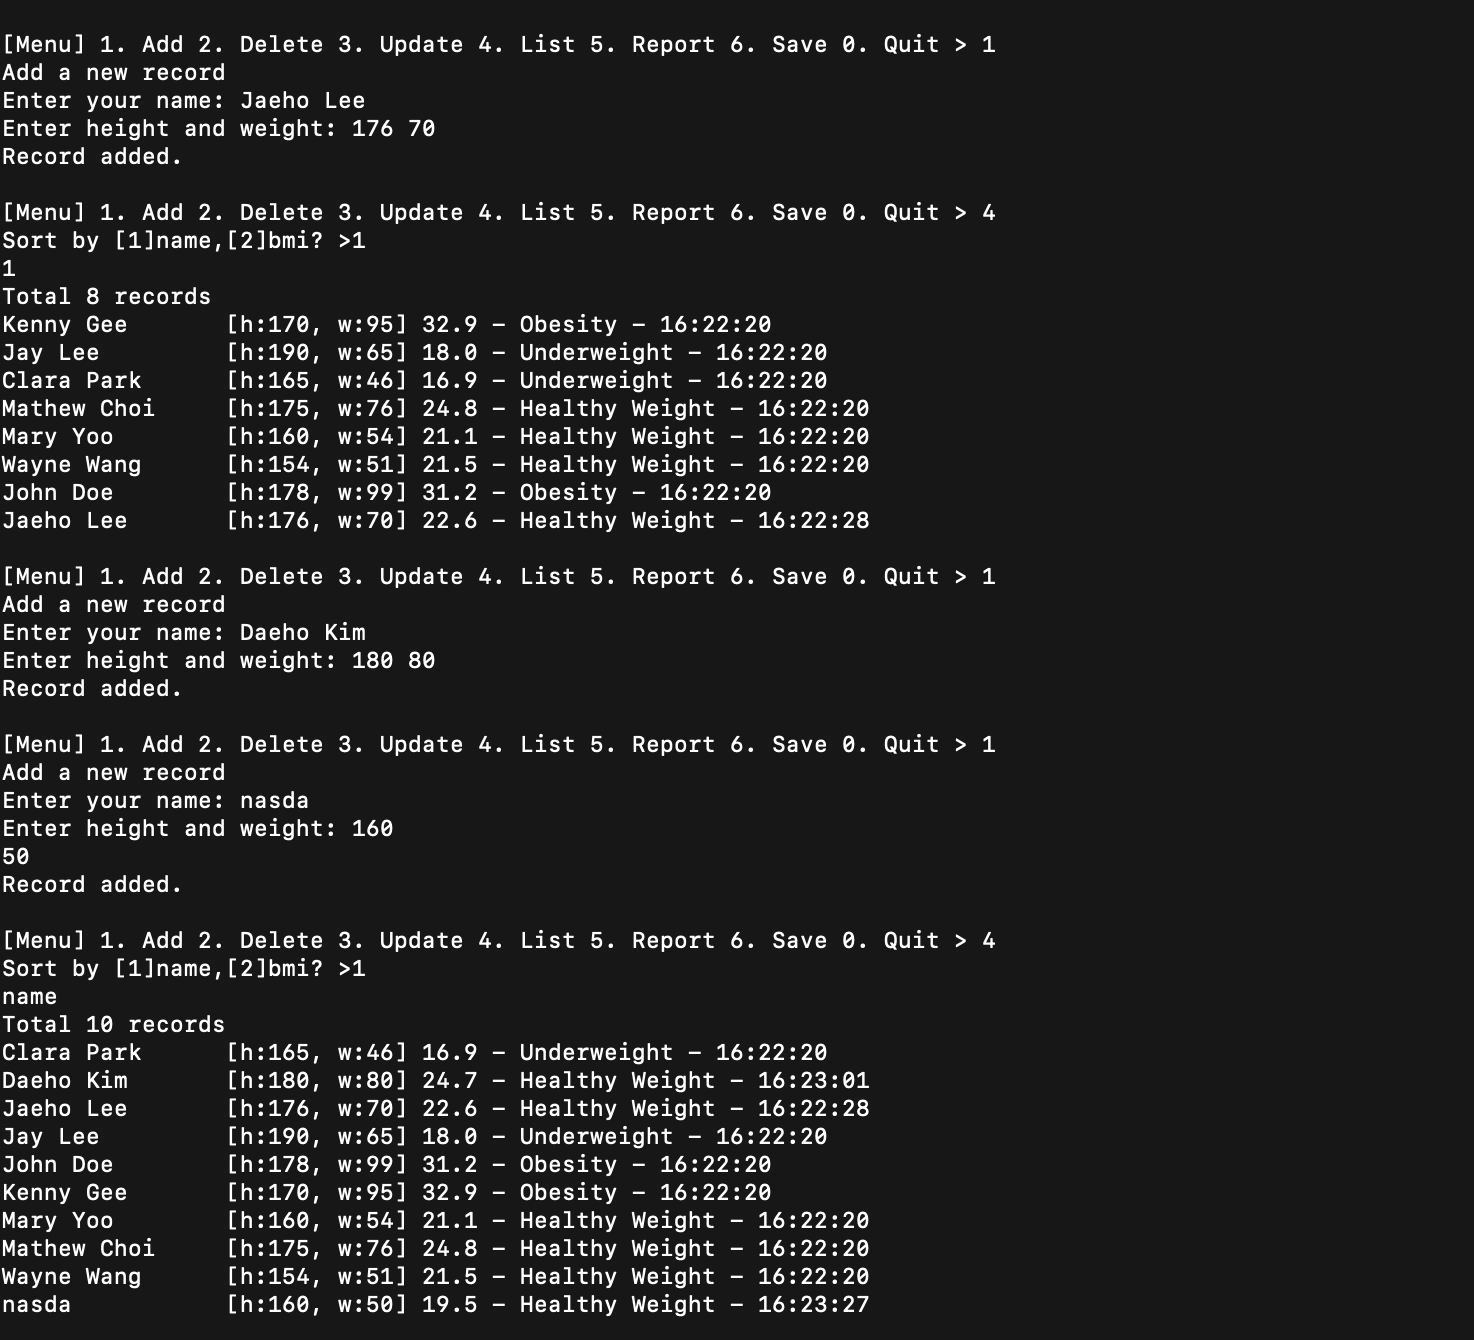 [Menu] 1. Add 2. Delete 3. Update 4. List 5. Report 6. Save 0. Quit > 1
Add a new record
Enter your name: Jaeho Lee
Enter height and weight: 176 70
Record added.
[Menu] 1. Add 2. Delete 3. Update 4. List 5. Report 6. Save 0. Quit > 4
Sort by [1]name,[2]bmi? >1
1
Total 8 records
Kenny Gee       [h:170, w:95] 32.9 - Obesity - 16:22:20
Jay Lee         [h:190, w:65] 18.0 - Underweight - 16:22:20
Clara Park      [h:165, w:46] 16.9 - Underweight - 16:22:20
Mathew Choi     [h:175, w:76] 24.8 - Healthy Weight - 16:22:20
Mary Yoo        [h:160, w:54] 21.1 - Healthy Weight - 16:22:20
Wayne Wang      [h:154, w:51] 21.5 - Healthy Weight - 16:22:20
John Doe        [h:178, w:99] 31.2 - Obesity - 16:22:20
Jaeho Lee       [h:176, w:70] 22.6 - Healthy Weight - 16:22:28
[Menu] 1. Add 2. Delete 3. Update 4. List 5. Report 6. Save 0. Quit > 1
Add a new record
Enter your name: Daeho Kim
Enter height and weight: 180 80
Record added.
[Menu] 1. Add 2. Delete 3. Update 4. List 5. Report 6. Save 0. Quit > 1
Add a new record
Enter your name: nasda
Enter height and weight: 160
50
Record added.
[Menu] 1. Add 2. Delete 3. Update 4. List 5. Report 6. Save 0. Quit > 4
Sort by [1]name,[2]bmi? >1
name
Total 10 records
Clara Park      [h:165, w:46] 16.9 - Underweight - 16:22:20
Daeho Kim       [h:180, w:80] 24.7 - Healthy Weight - 16:23:01
Jaeho Lee       [h:176, w:70] 22.6 - Healthy Weight - 16:22:28
Jay Lee         [h:190, w:65] 18.0 - Underweight - 16:22:20
John Doe        [h:178, w:99] 31.2 - Obesity - 16:22:20
Kenny Gee       [h:170, w:95] 32.9 - Obesity - 16:22:20
Mary Yoo        [h:160, w:54] 21.1 - Healthy Weight - 16:22:20
Mathew Choi     [h:175, w:76] 24.8 - Healthy Weight - 16:22:20
Wayne Wang      [h:154, w:51] 21.5 - Healthy Weight - 16:22:20
nasda           [h:160, w:50] 19.5 - Healthy Weight - 16:23:27